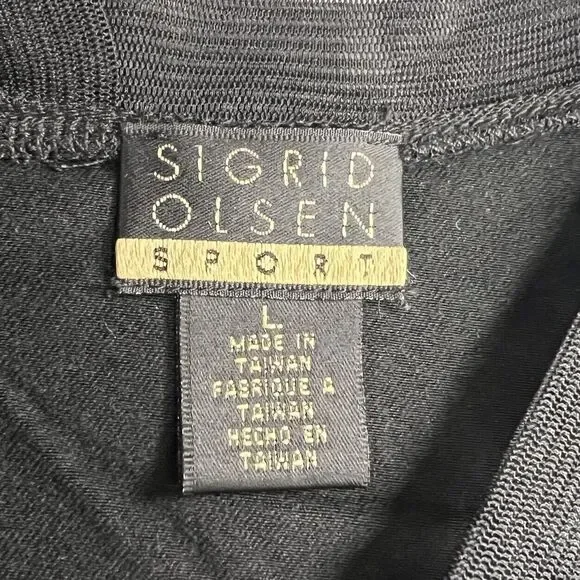 SIGRID
OLSEN
SPORT
L
MADE IN
TAIWAN
FABRIQUE A
TAIWAN
HECHO EN
TAIWAN